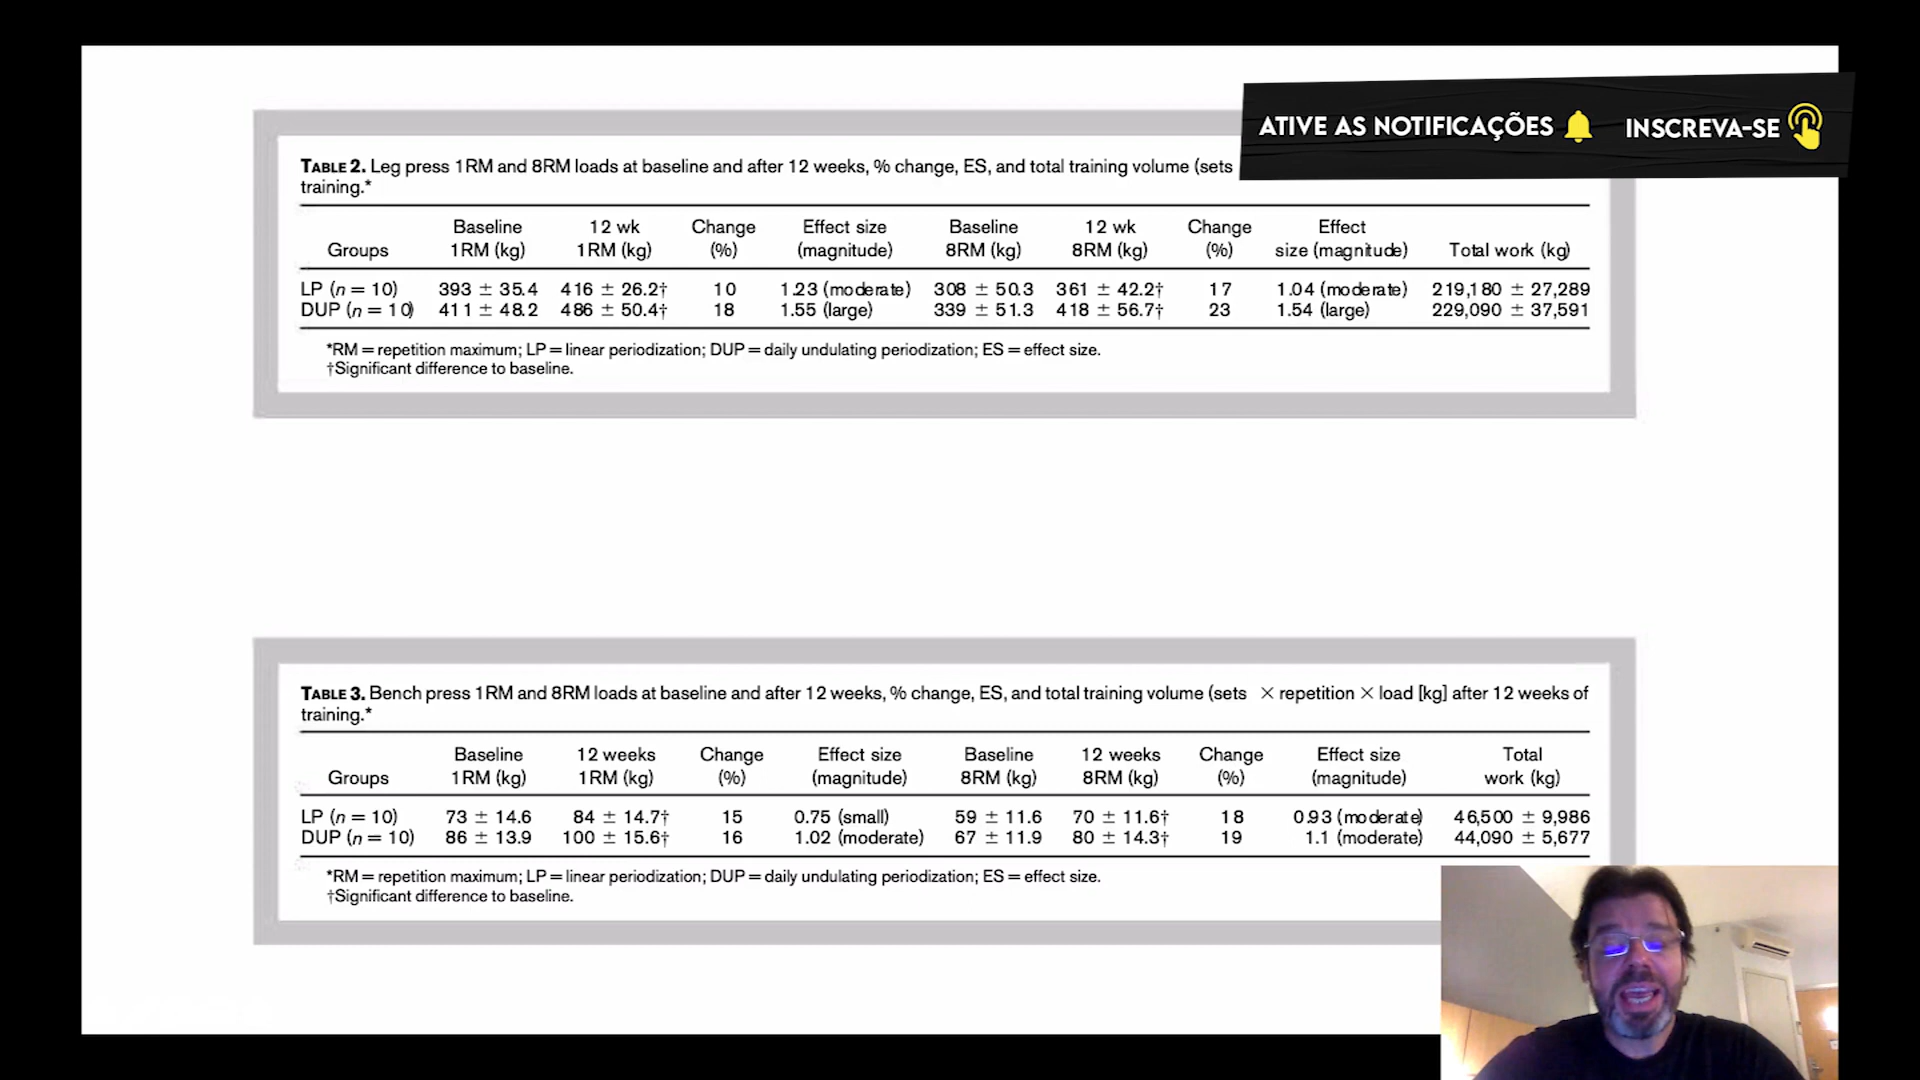 ATIVE AS NOTIFICAÇÕES INSCREVA-SE
TABLE 2. Leg press 1RM and 8RM loads at baseline and after 12 weeks, % change, ES, and total training volume (sets
training.*
Baseline 12 wk Change Effect size Baseline 12 wk Change Effect
Groups 1RM (kg) 1RM (kg) (%) (magnitude) 8RM (kg) 8RM (kg) (%) size (magnitude) Total work (kg)
LP (n = 10) 393 ± 35.4 416 ± 26.2† 10 1.23 (moderate) 308 ± 50.3 361 ± 42.2† 17 1.04 (moderate) 219,180 ± 27,289
DUP (n = 10) 411 ± 48.2 486 ± 50.4† 18 1.55 (large) 339 ± 51.3 418 ± 56.7† 23 1.54 (large) 229,090 ± 37,591
*RM = repetition maximum; LP = linear periodization; DUP = daily undulating periodization; ES = effect size.
†Significant difference to baseline.
TABLE 3. Bench press 1RM and 8RM loads at baseline and after 12 weeks, % change, ES, and total training volume (sets × repetition × load [kg] after 12 weeks of
training.*
Baseline 12 weeks Change Effect size Baseline 12 weeks Change Effect size Total
Groups 1RM (kg) 1RM (kg) (%) (magnitude) 8RM (kg) 8RM (kg) (%) (magnitude) work (kg)
LP (n = 10) 73 ± 14.6 84 ± 14.7† 15 0.75 (small) 59 ± 11.6 70 ± 11.6† 18 0.93 (moderate) 46,500 ± 9,986
DUP (n = 10) 86 ± 13.9 100 ± 15.6† 16 1.02 (moderate) 67 ± 11.9 80 ± 14.3† 19 1.1 (moderate) 44,090 ± 5,677
*RM = repetition maximum; LP = linear periodization; DUP = daily undulating periodization; ES = effect size.
†Significant difference to baseline.